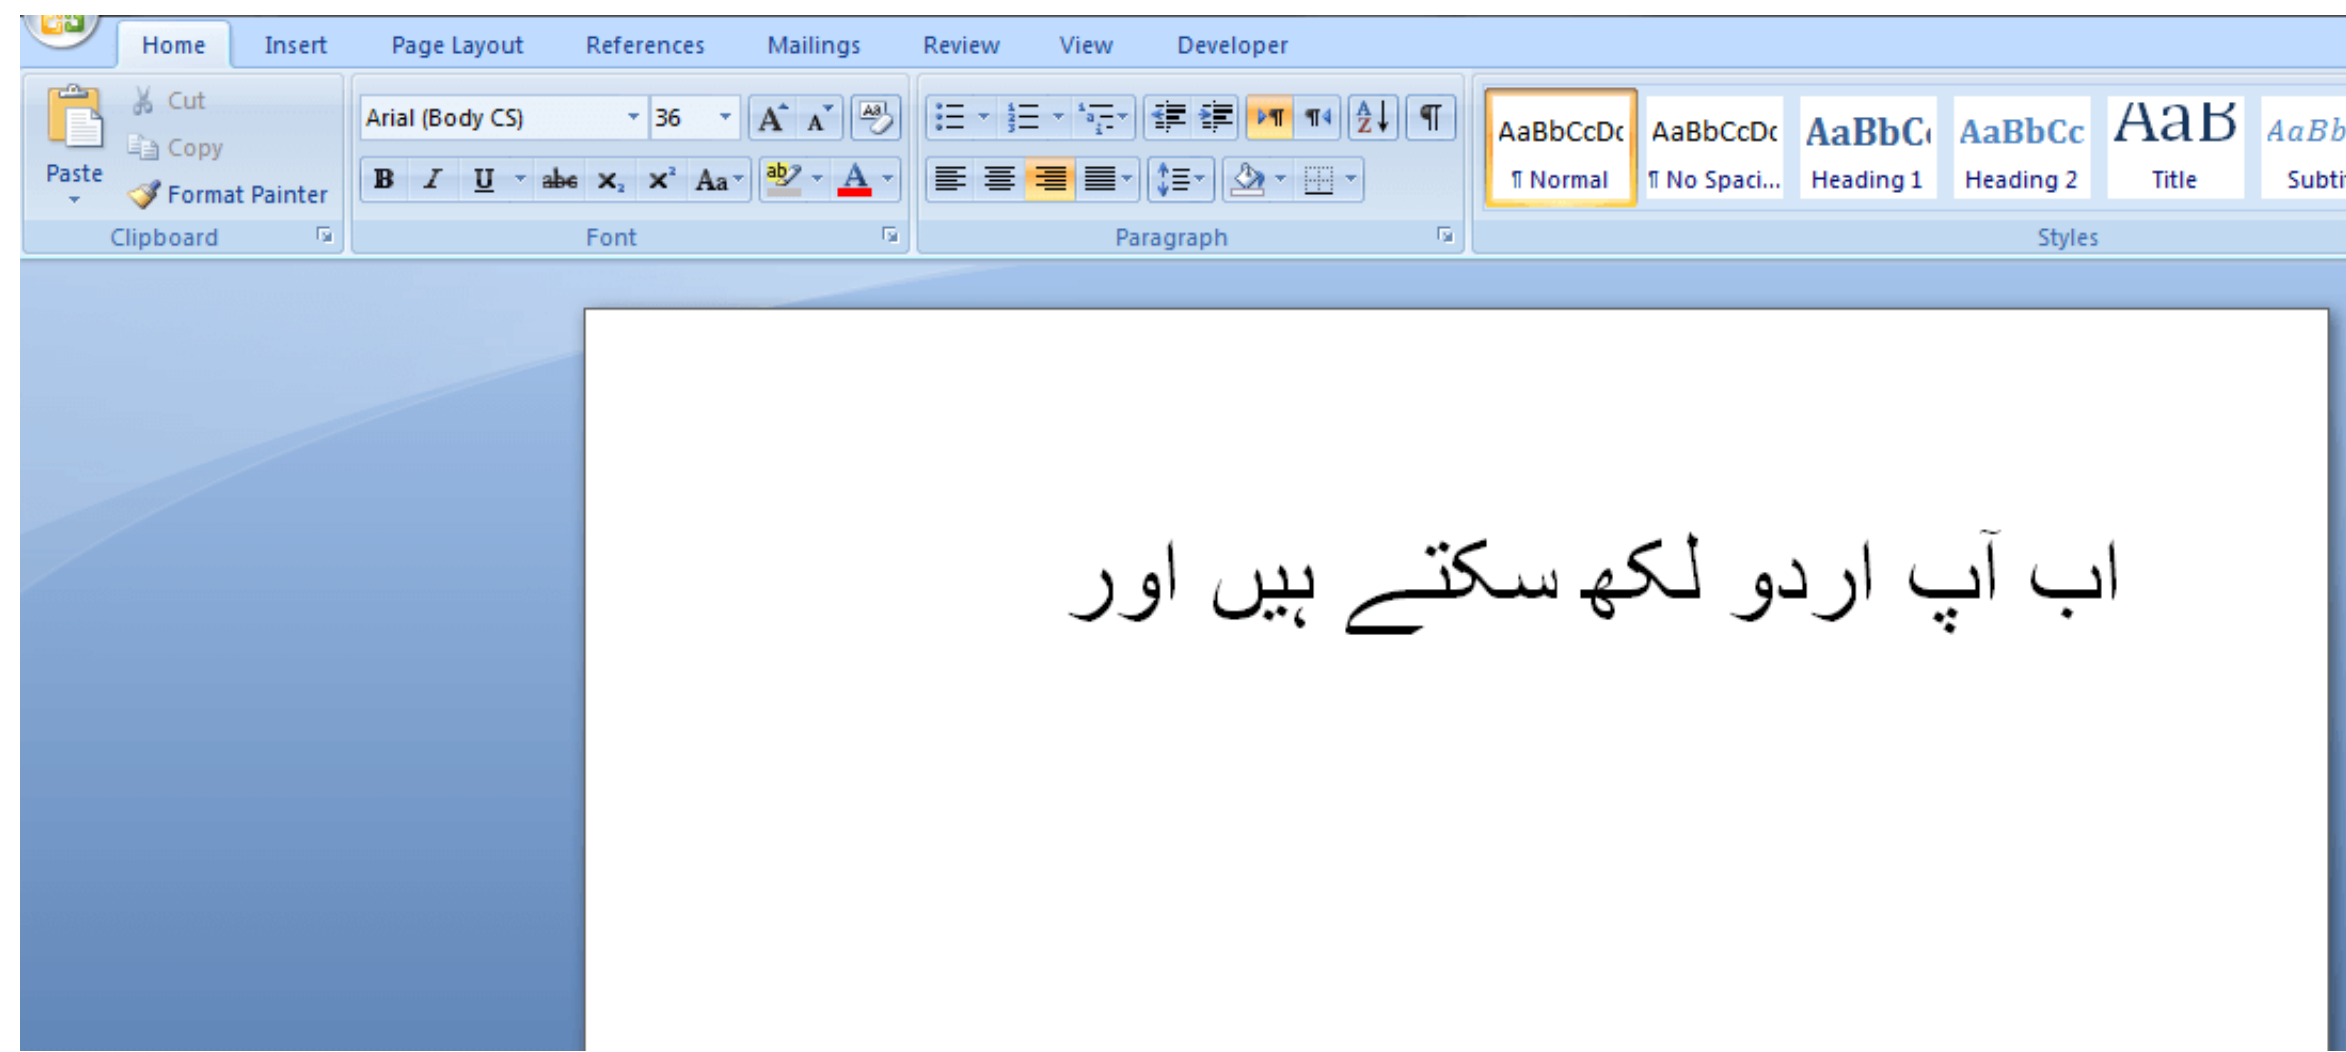 Home Insert Page Layout References Mailings Review View Developer
Cut
Copy
Format Painter
Paste
Clipboard
Arial (Body CS) 36
Font
Paragraph
AaBbCcDc AaBbCcDc AaBbC AaBbCc AaB AaBb
¶ Normal ¶ No Spaci... Heading 1 Heading 2 Title Subti
Styles
اب آپ اردو لکھ سکتے ہیں اور